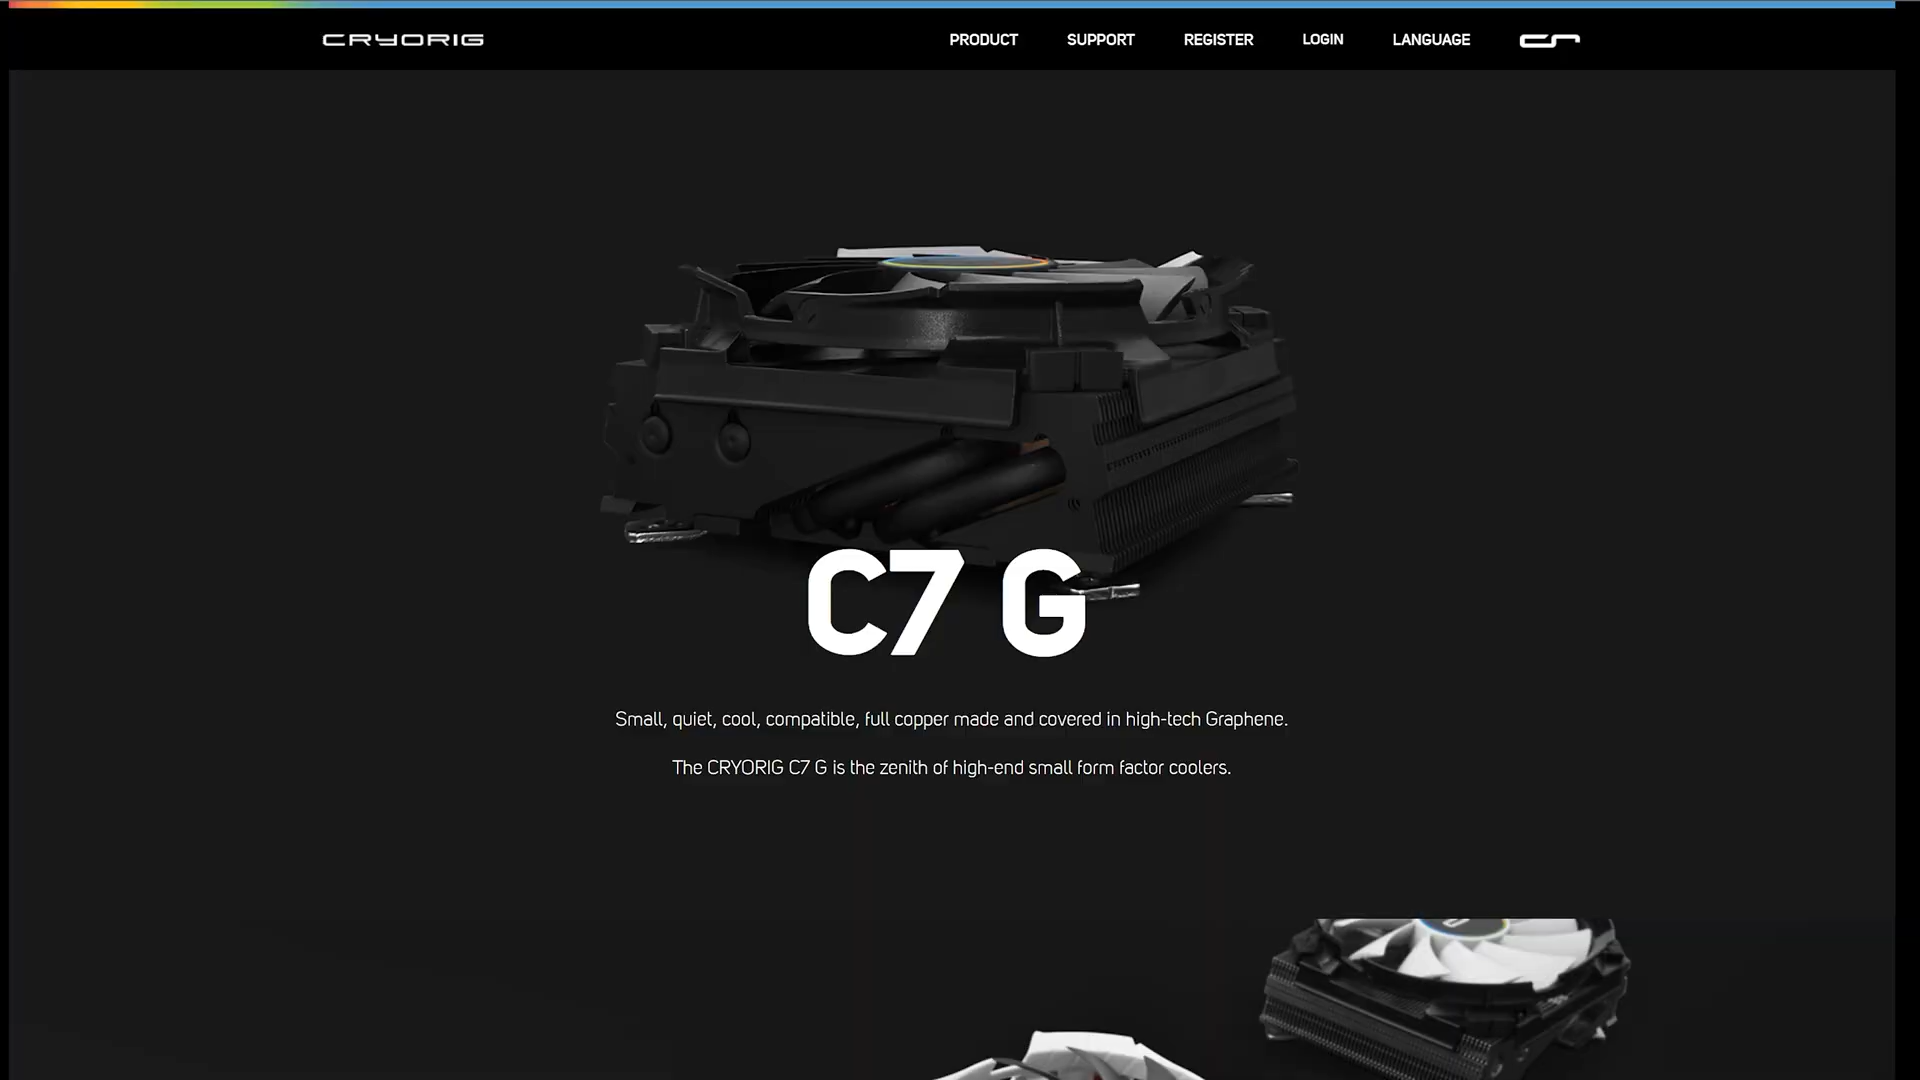 CRYORIG
PRODUCT SUPPORT REGISTER LOGIN LANGUAGE
C7 G
Small, quiet, cool, compatible, full copper made and covered in high-tech Graphene.
The CRYORIG C7 G is the zenith of high-end small form factor coolers.